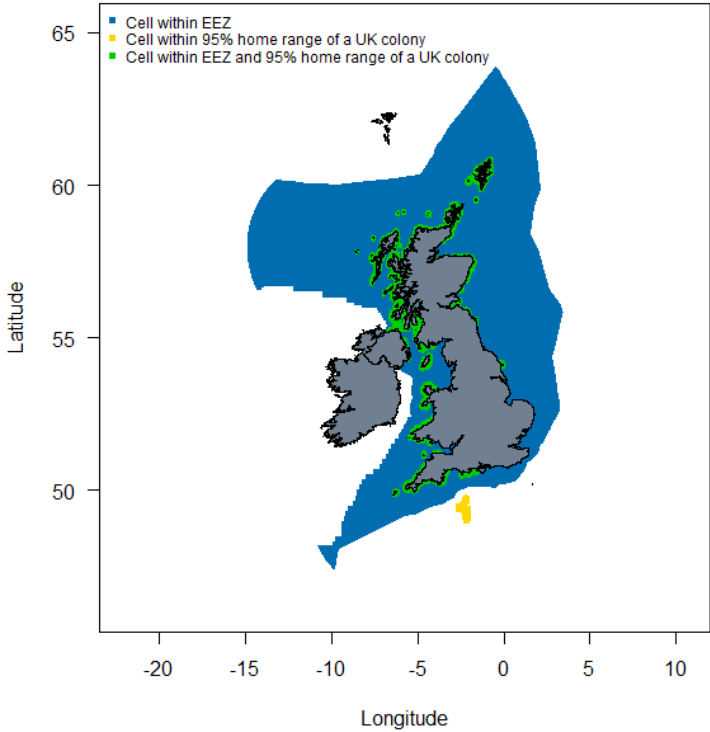 Cell within EEZ
Cell within 95% home range of a UK colony
Cell within EEZ and 95% home range of a UK colony
65
60
55
50
Latitude
-20 -15 -10 -5 0 5 10
Longitude